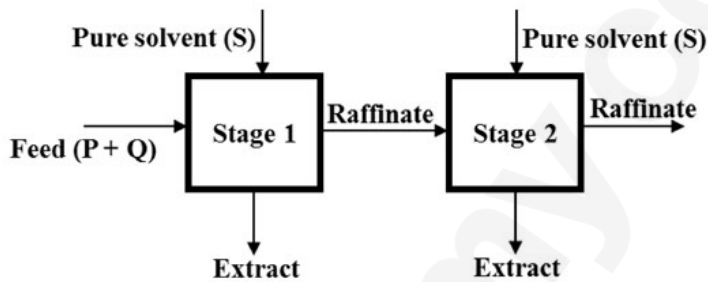 Pure solvent (S)
Pure solvent (S)
Stage 1
Raffinate
Stage 2
Raffinate
Feed (P + Q)
Extract
Extract